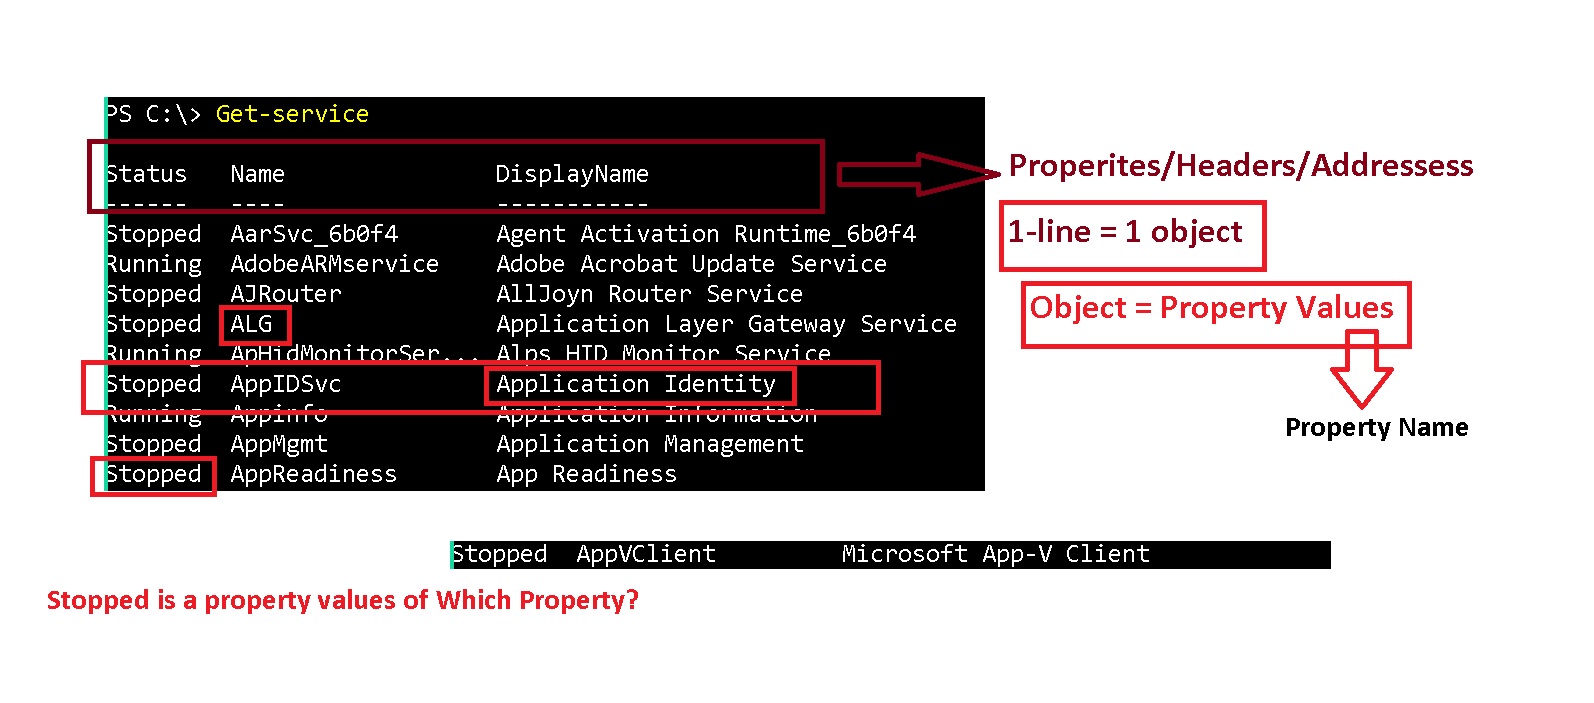 PS C:\> Get-service
Status Name DisplayName
------ ---- -----------
Stopped AarSvc_6b0f4 Agent Activation Runtime_6b0f4
Running AdobeARMservice Adobe Acrobat Update Service
Stopped AJRouter AllJoyn Router Service
Stopped ALG Application Layer Gateway Service
Running ApHidMonitorSer... Alps HID Monitor Service
Stopped AppIDSvc Application Identity
Running Appinfo Application Information
Stopped AppMgmt Application Management
Stopped AppReadiness App Readiness
Properites/Headers/Addressess
1-line = 1 object
Object = Property Values
Property Name
Stopped AppVClient Microsoft App-V Client
Stopped is a property values of Which Property?